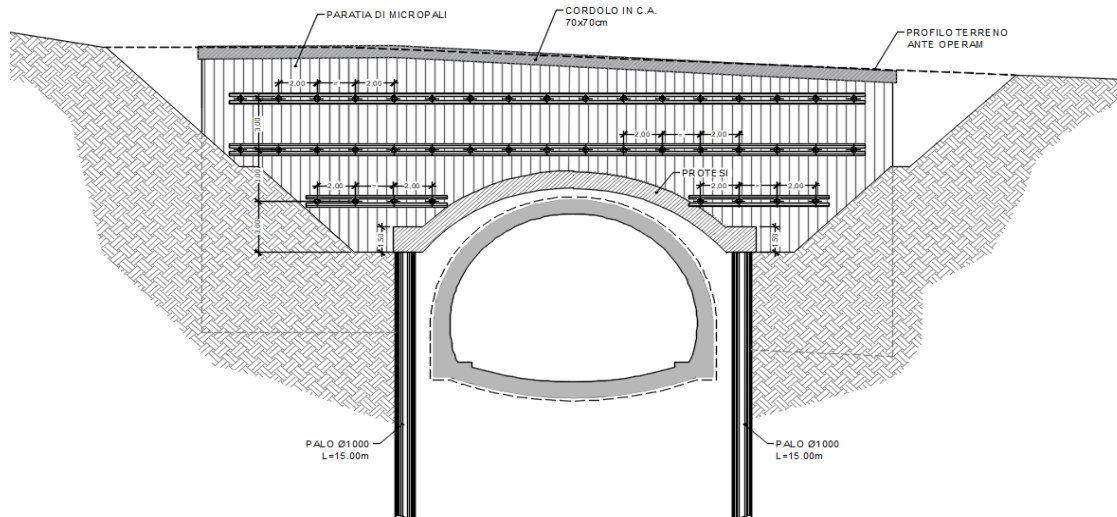 PARATIA DI MICROPALI
CORDOLO IN C.A.
70x70cm
PROFILO TERRENO
ANTE OPERAM
2,00 = 2,00
3,00
2,00 = 2,00
3,00
PROTESI
2,00 = 2,00
2,00 = 2,00
3,00
1,50
1,50
PALO Ø1000
L=15.00m
PALO Ø1000
L=15.00m